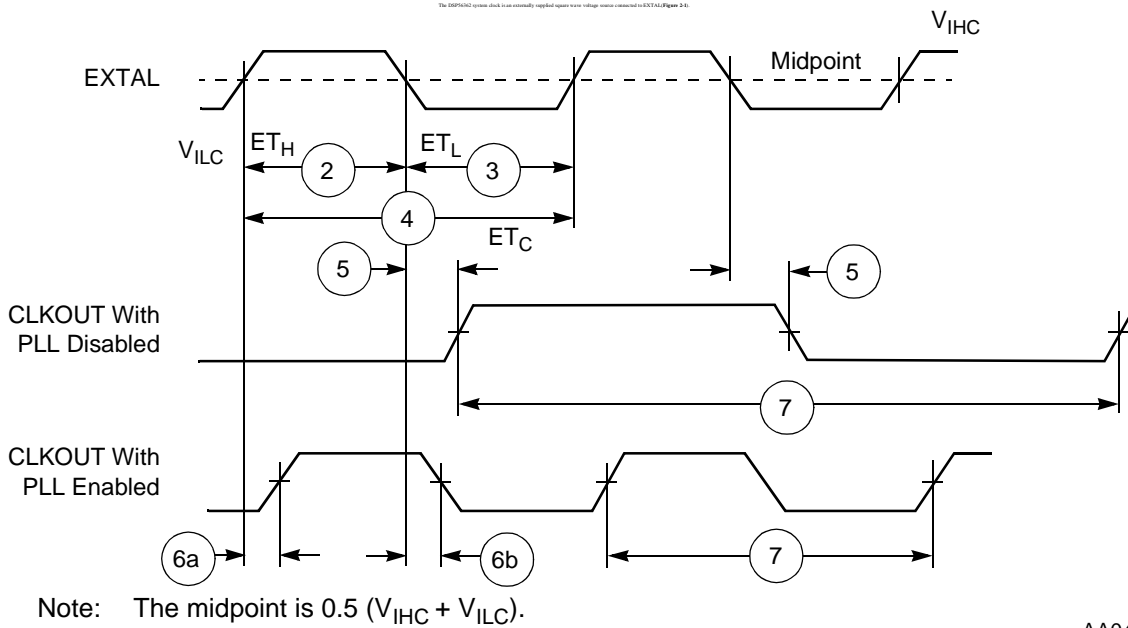 The DSP56362 system clock is an externally supplied square wave voltage source connected to EXTAL(Figure 2-1).
V_IHC
EXTAL
Midpoint
V_ILC
ET_H
ET_L
2
3
4
ET_C
5
5
CLKOUT With
PLL Disabled
7
CLKOUT With
PLL Enabled
6a
6b
7
Note: The midpoint is 0.5 (V_IHC + V_ILC).